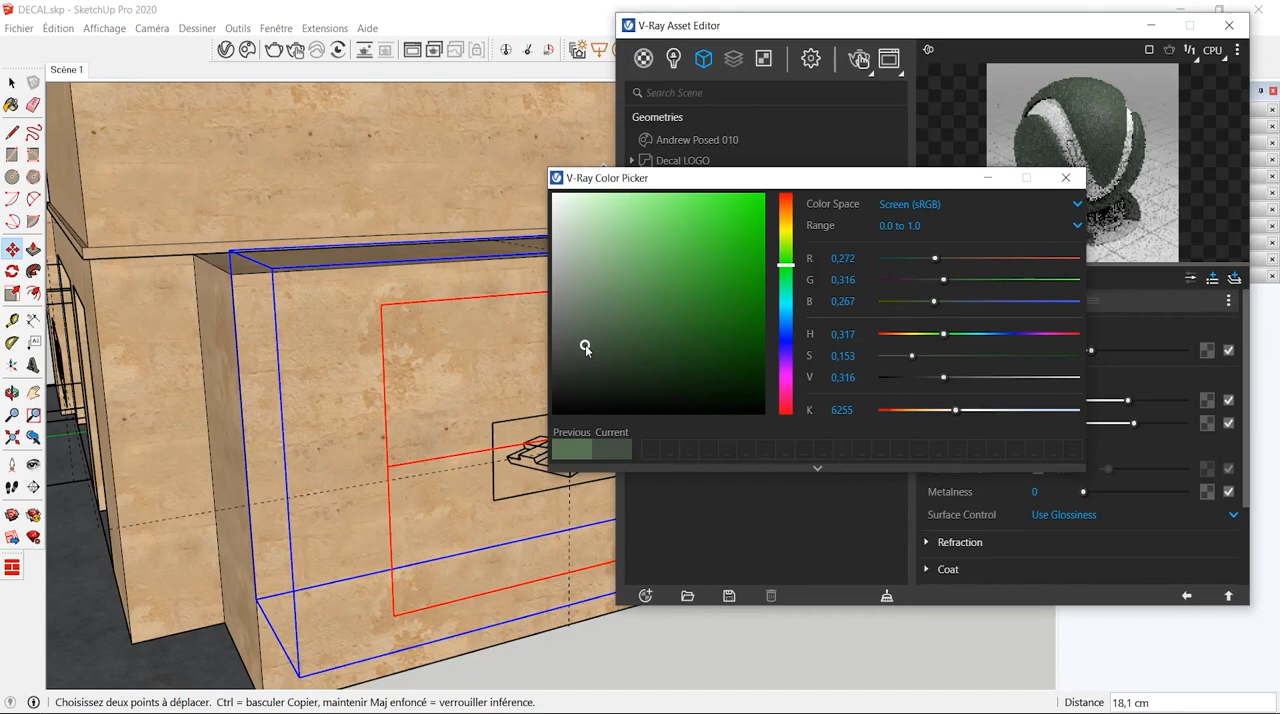 DECAL.skp - SketchUp Pro 2020
Fichier Édition Affichage Caméra Dessiner Outils Fenêtre Extensions Aide
Scène 1
V-Ray Asset Editor
1/1 CPU
Search Scene
Geometries
Andrew Posed 010
Decal LOGO
V-Ray Color Picker
Color Space Screen (sRGB)
Range 0.0 to 1.0
R 0,272
G 0,316
B 0,267
H 0,317
S 0,153
V 0,316
K 6255
Previous Current
Metalness 0
Surface Control Use Glossiness
Refraction
Coat
Choisissez deux points à déplacer. Ctrl = basculer Copier, maintenir Maj enfoncé = verrouiller inférence.
Distance 18,1 cm